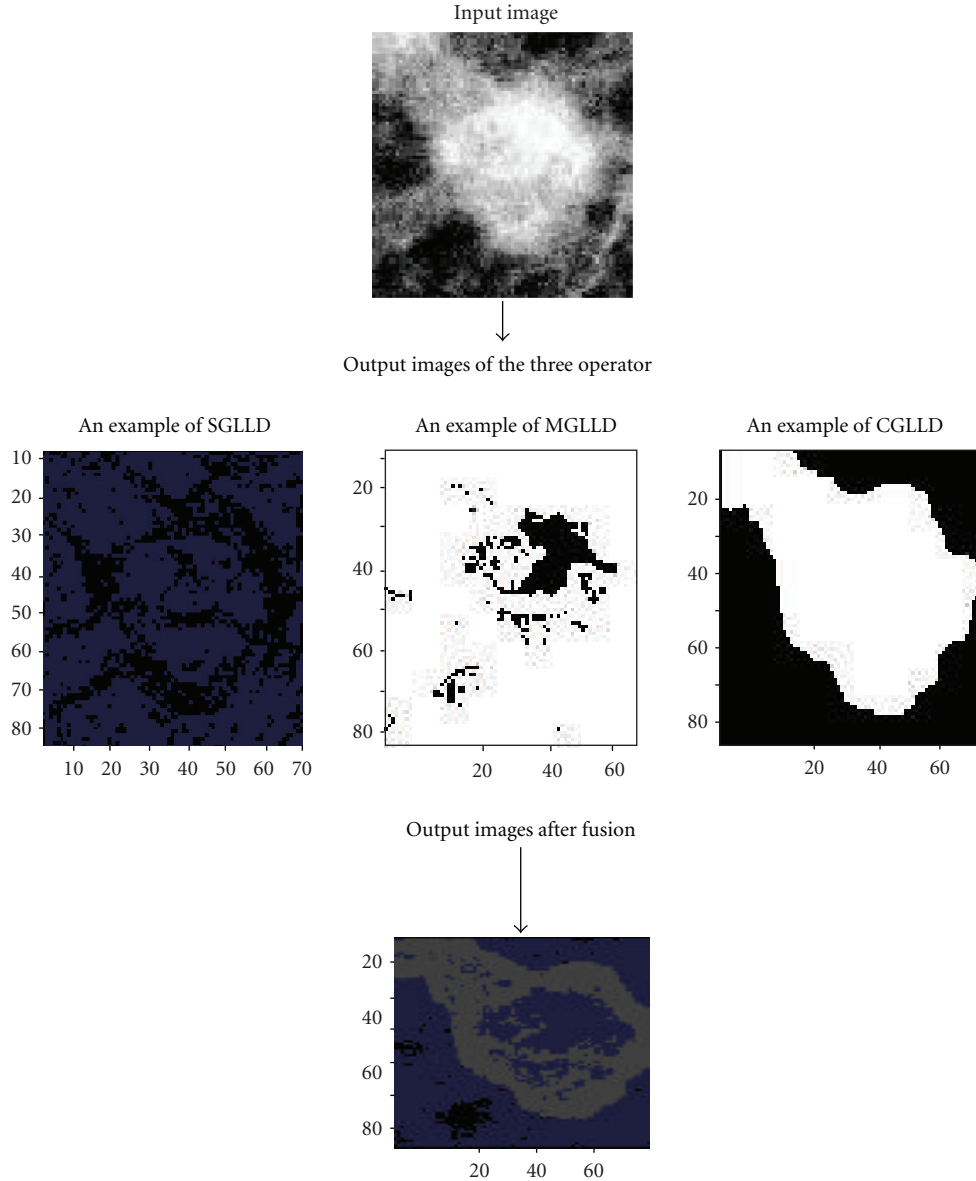 Input image
Output images of the three operator
An example of SGLLD
An example of MGLLD
An example of CGLLD
10
20
30
40
50
60
70
80
10 20 30 40 50 60 70
20
40
60
80
20 40 60
20
40
60
80
20 40 60
Output images after fusion
20
40
60
80
20 40 60